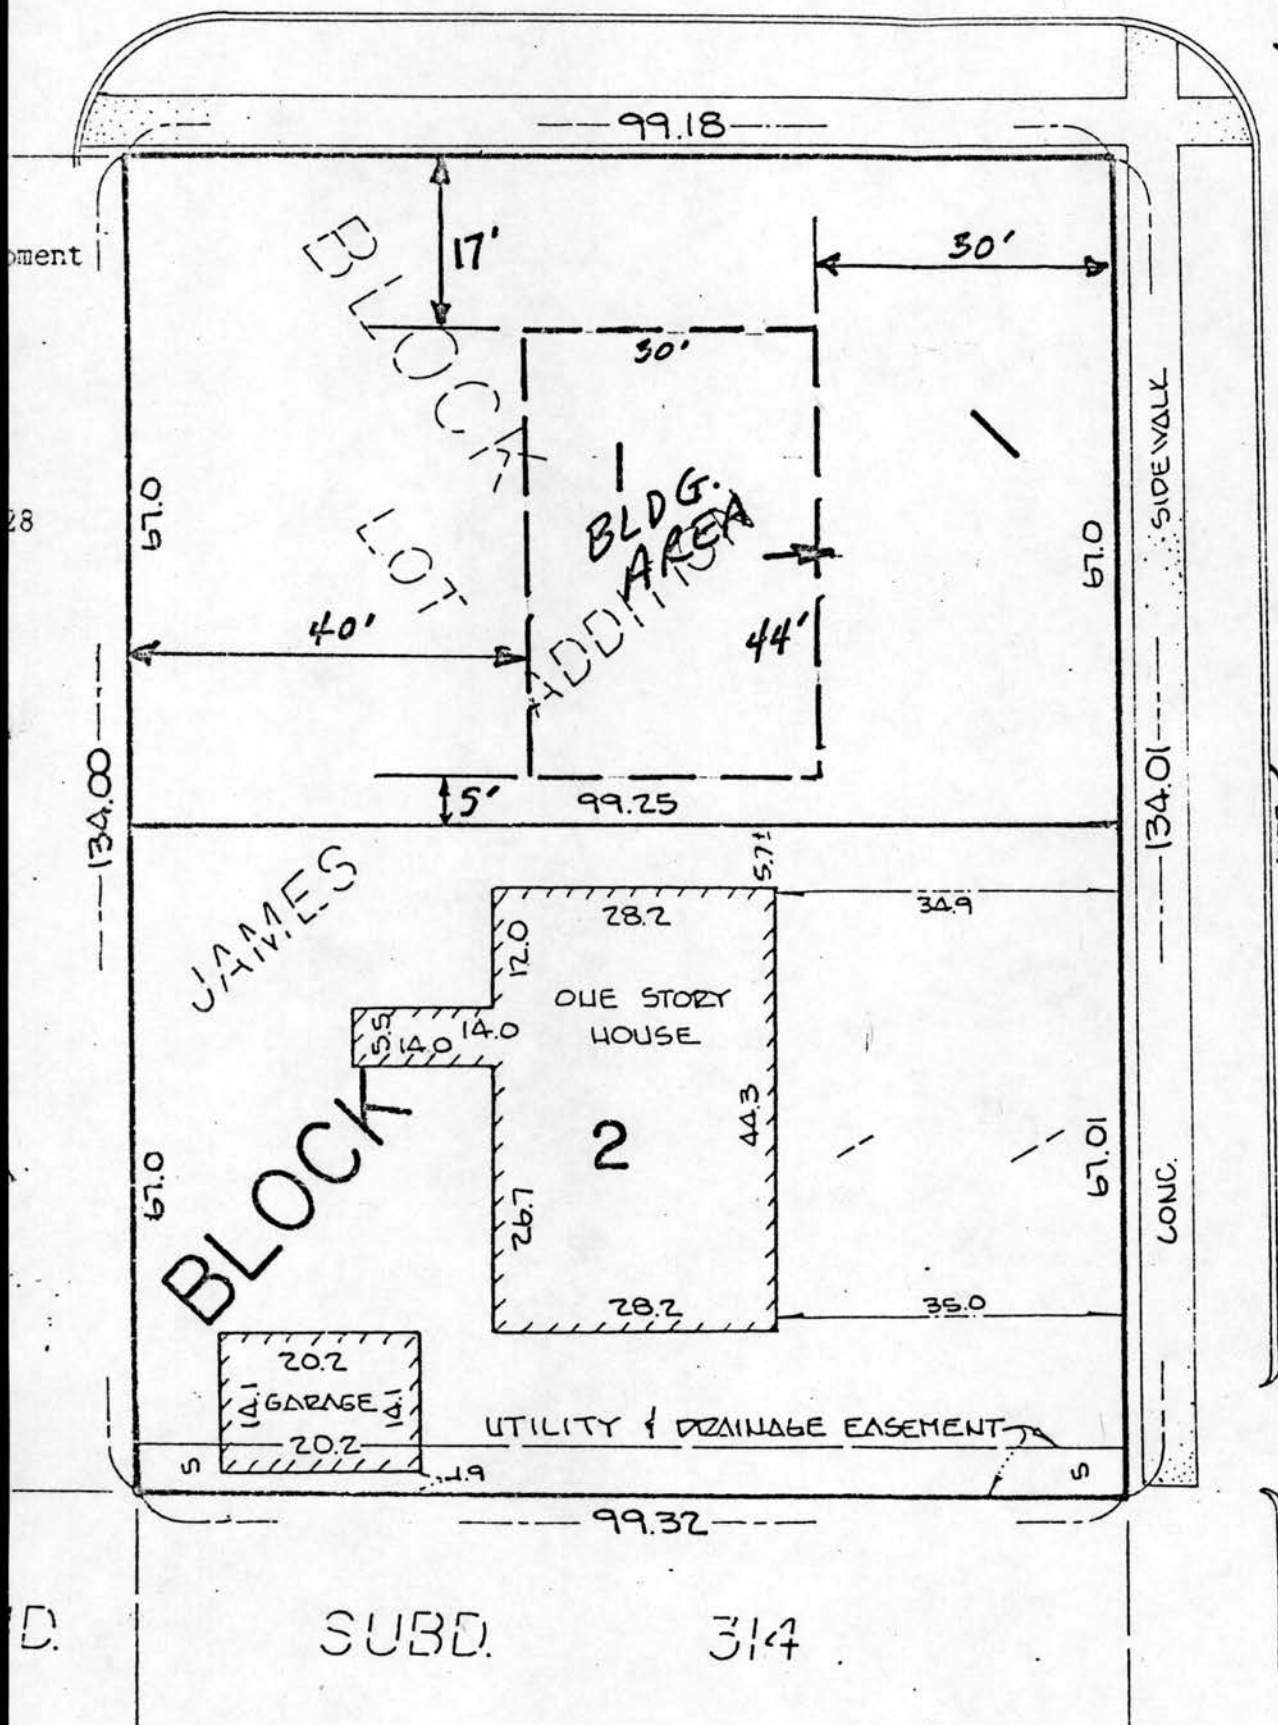 99.18
oment
17'
30'
BLOCK
30'
28
67.0
BLDG.
AREA
SIDEWALK
67.0
LOT
40'
ADDITION
44'
134.00
134.01
5'
99.25
5.7±
JAMES
28.2
34.9
12.0
ONE STORY
HOUSE
5.5
14.0
14.0
2
44.3
67.0
BLOCK
26.7
67.01
CONC.
28.2
35.0
20.2
14.1
GARAGE
14.1
20.2
UTILITY & DRAINAGE EASEMENT
5
5
99.32
D.
SUBD.
314